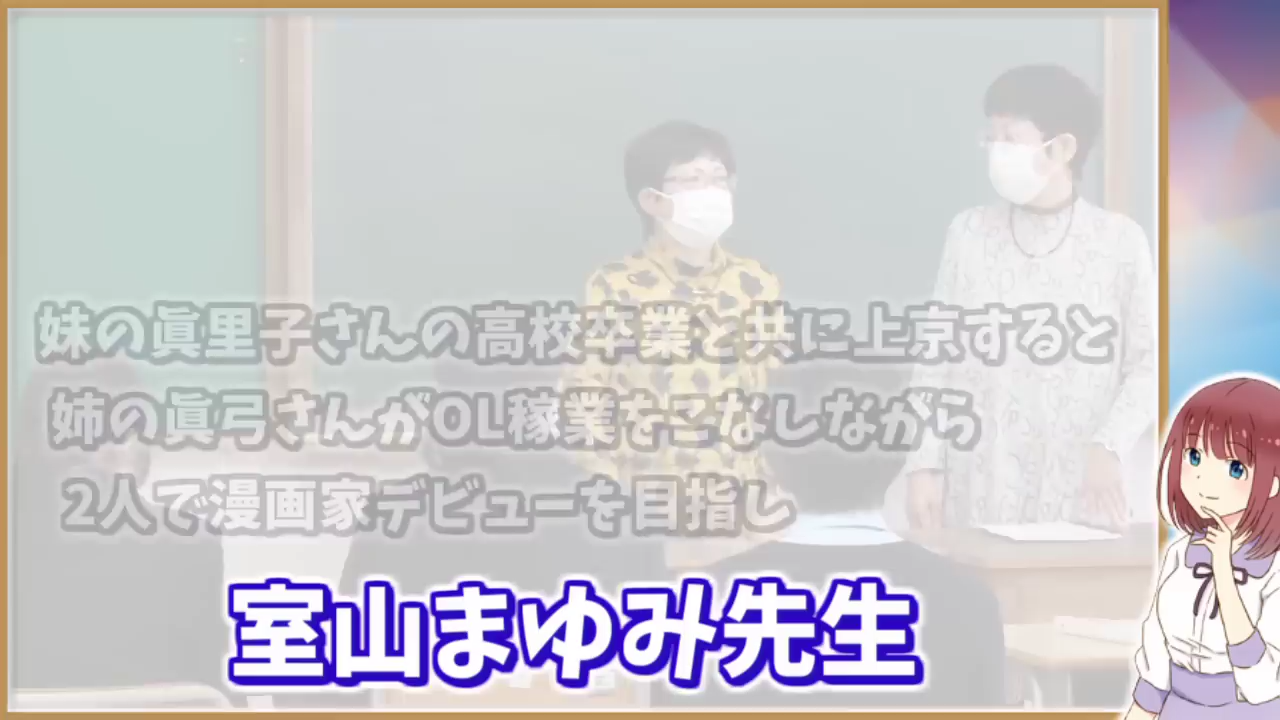 妹の眞里子さんの高校卒業と共に上京すると
姉の眞弓さんがOL稼業をこなしながら
2人で漫画家デビューを目指し
室山まゆみ先生